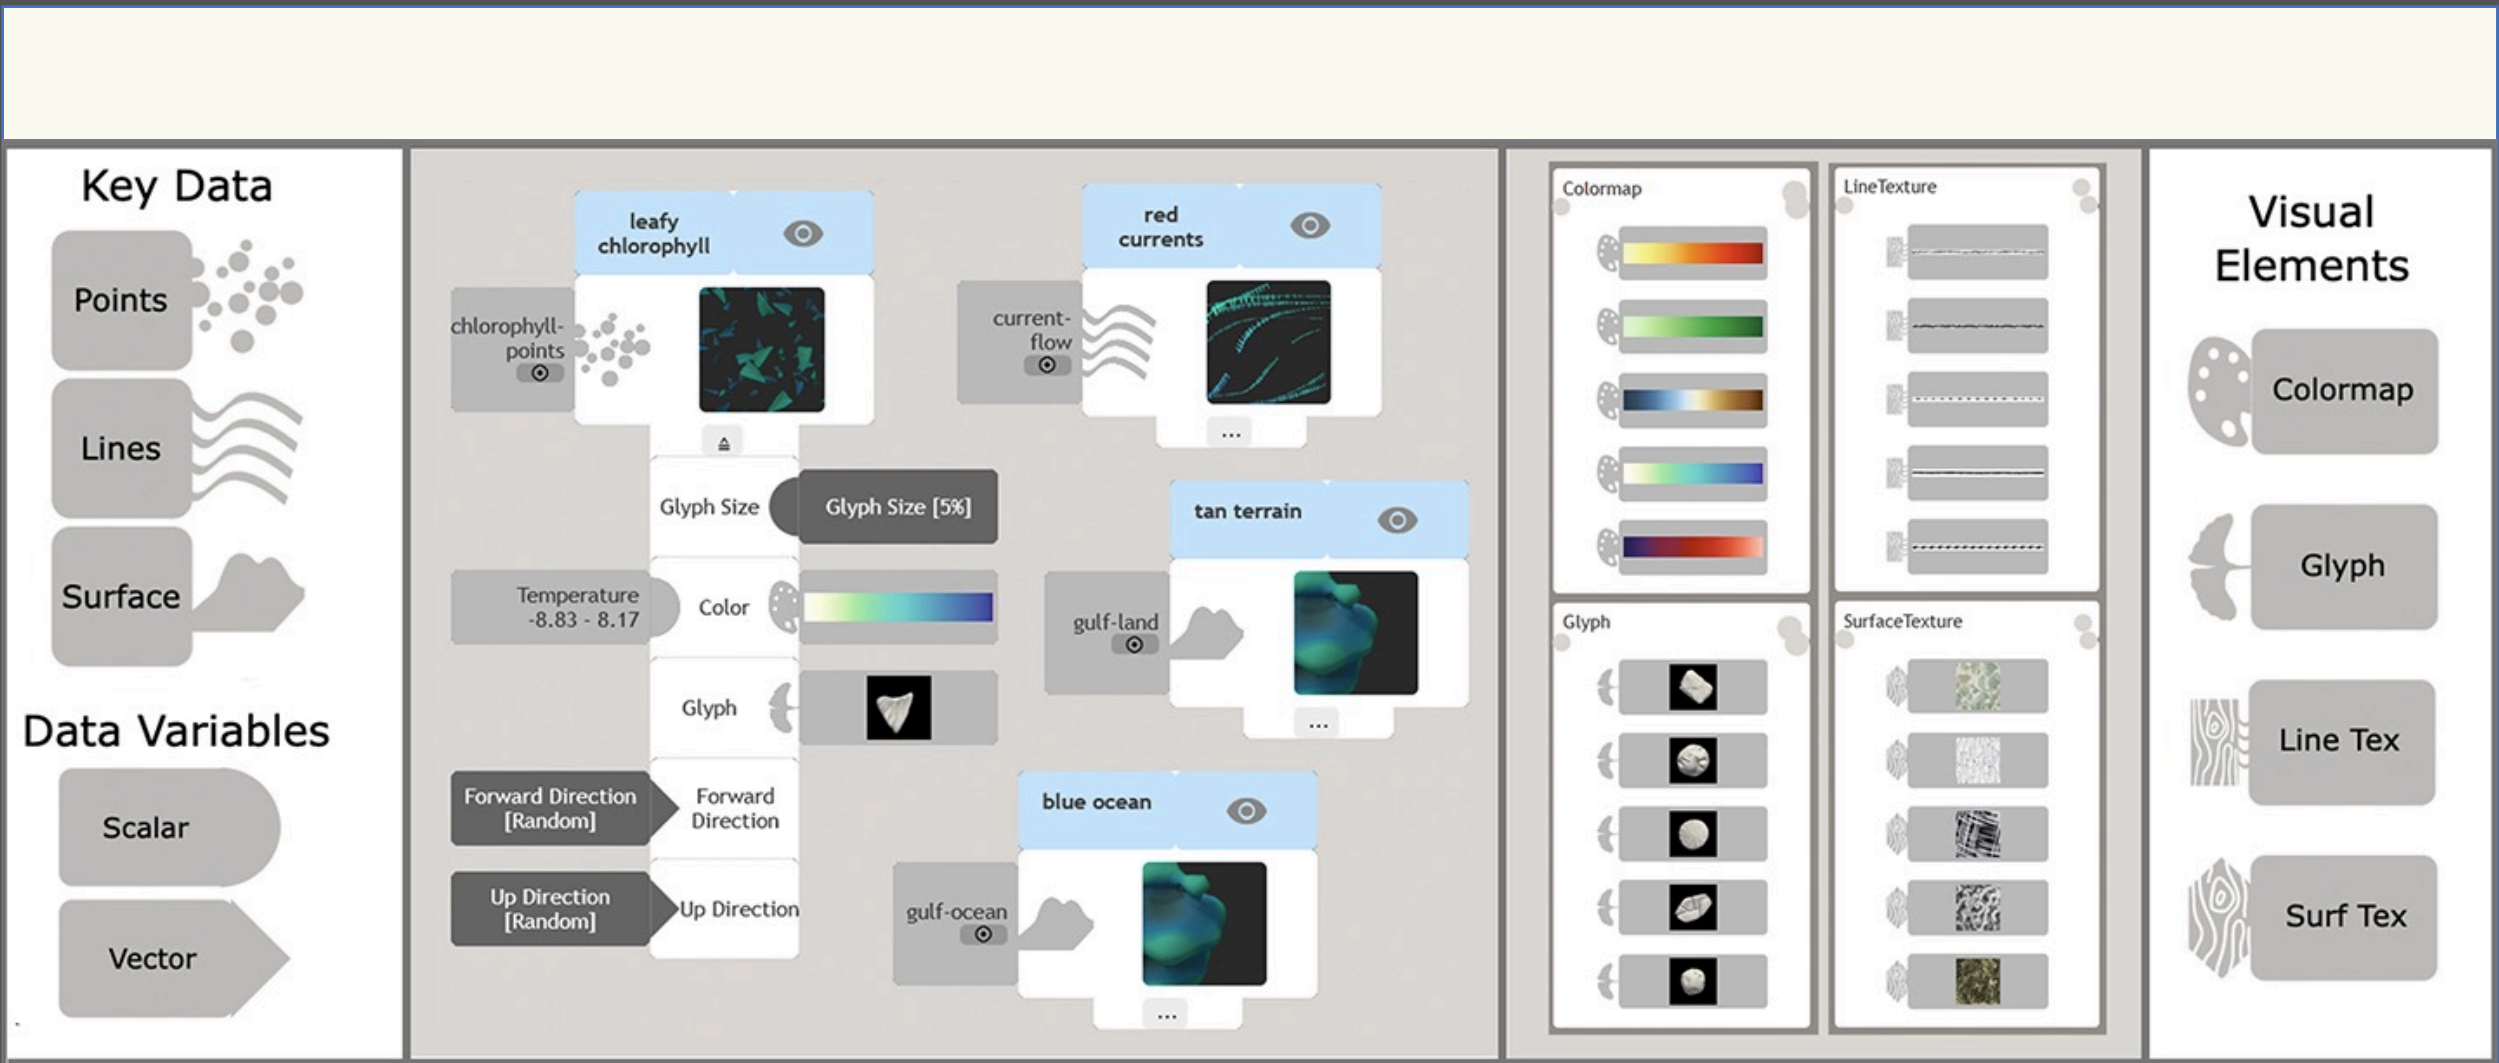 Key Data
Points
Lines
Surface
Data Variables
Scalar
Vector
leafy
chlorophyll
chlorophyll-
points
Glyph Size
Glyph Size [5%]
Temperature
-8.83 - 8.17
Color
Glyph
Forward Direction
[Random]
Forward
Direction
Up Direction
[Random]
Up Direction
red
currents
current-
flow
...
tan terrain
gulf-land
...
blue ocean
gulf-ocean
...
Colormap
LineTexture
Glyph
SurfaceTexture
Visual
Elements
Colormap
Glyph
Line Tex
Surf Tex